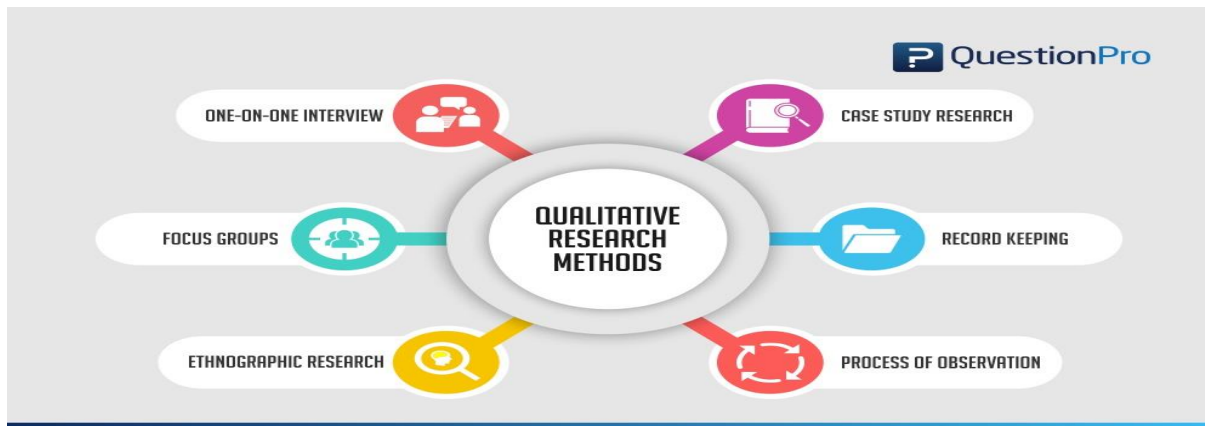 QuestionPro
ONE-ON-ONE INTERVIEW
CASE STUDY RESEARCH
QUALITATIVE
RESEARCH
METHODS
FOCUS GROUPS
RECORD KEEPING
ETHNOGRAPHIC RESEARCH
PROCESS OF OBSERVATION